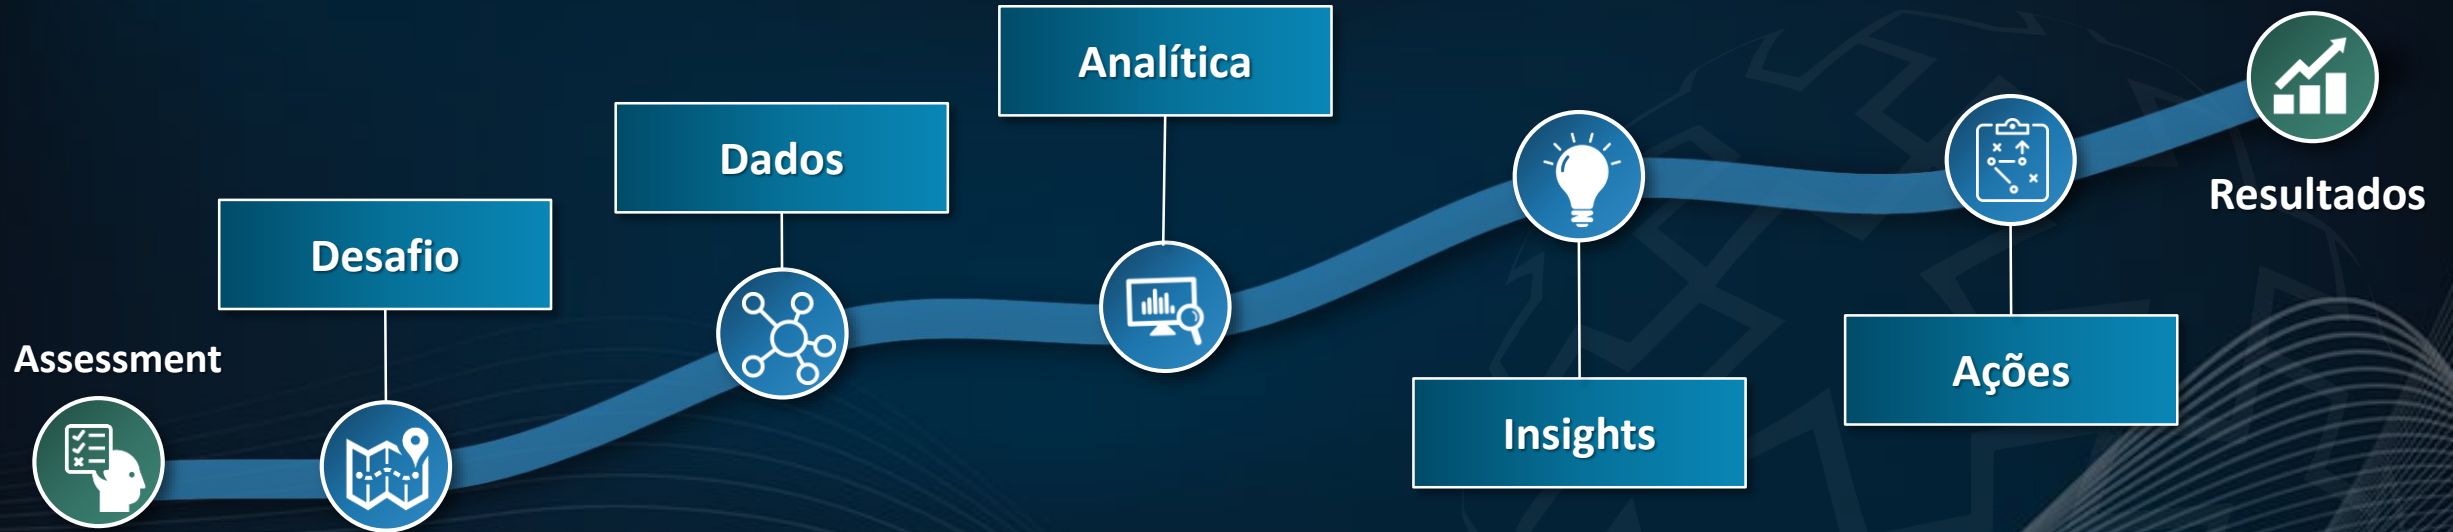 Assessment
Desafio
Dados
Analítica
Insights
Ações
Resultados